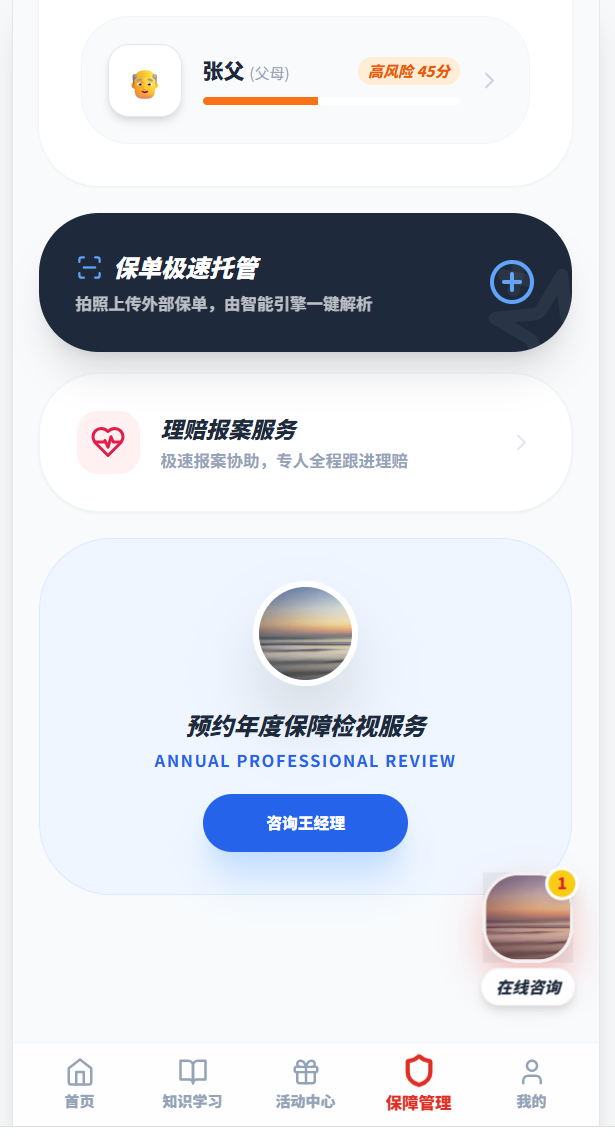 张父 (父母)
高风险 45分
保单极速托管
拍照上传外部保单，由智能引擎一键解析
理赔报案服务
极速报案协助，专人全程跟进理赔
预约年度保障检视服务
ANNUAL PROFESSIONAL REVIEW
咨询王经理
1
在线咨询
首页
知识学习
活动中心
保障管理
我的